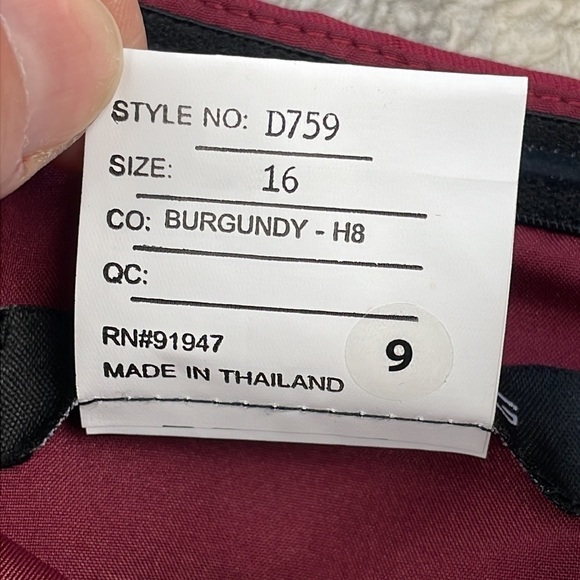 STYLE NO: D759
SIZE: 16
CO: BURGUNDY - H8
QC:
RN#91947
9
MADE IN THAILAND